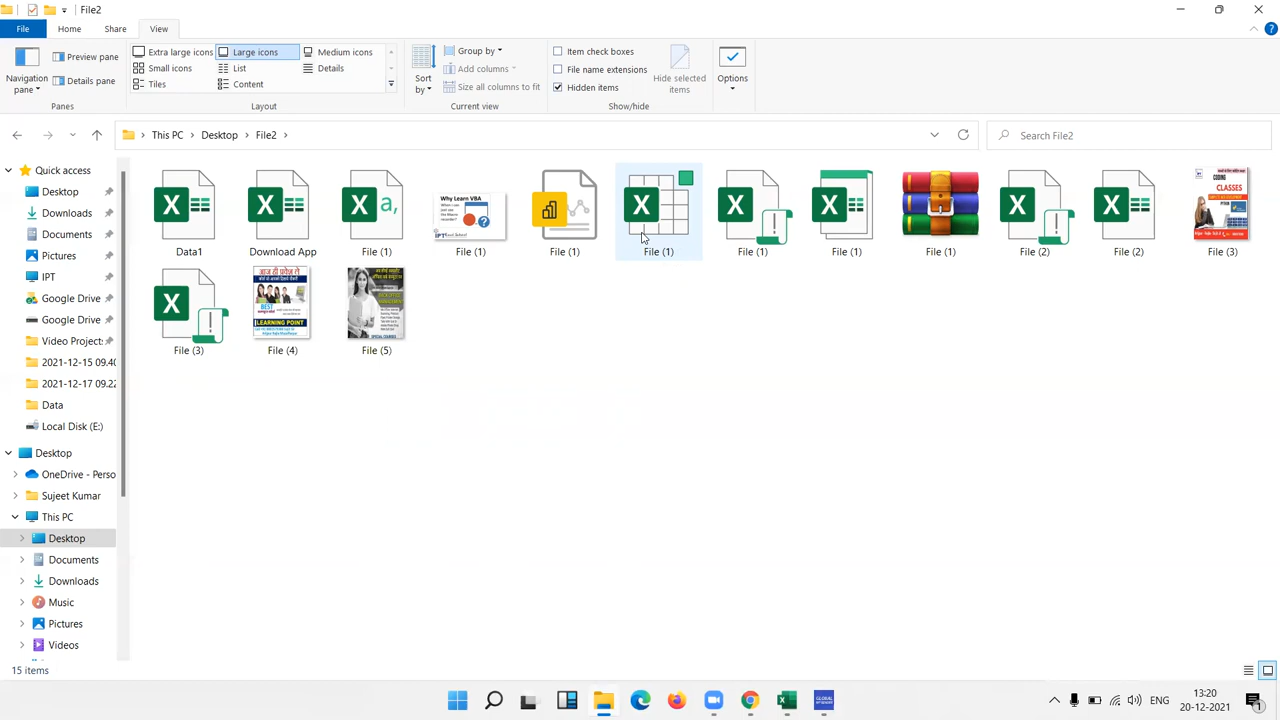 File2
File Home Share View
Navigation pane
Preview pane
Details pane
Panes
Extra large icons Large icons Medium icons
Small icons List Details
Tiles Content
Layout
Sort by
Group by
Add columns
Size all columns to fit
Current view
Item check boxes
File name extensions
Hidden items
Hide selected items
Show/hide
Options
This PC Desktop File2
Search File2
Quick access
Desktop
Downloads
Documents
Pictures
IPT
Google Drive
Google Drive
Video Project
2021-12-15 09.40
2021-12-17 09.22
Data
Local Disk (E:)
Desktop
OneDrive - Perso
Sujeet Kumar
This PC
Desktop
Documents
Downloads
Music
Pictures
Videos
Why Learn VBA
CODING
CLASSES
Data1 Download App File (1) File (1) File (1) File (1) File (1) File (1) File (1) File (2) File (2) File (3)
आज ही प्रवेश ले
BEST
LEARNING POINT
File (3) File (4) File (5)
15 items
ENG
13:20
20-12-2021